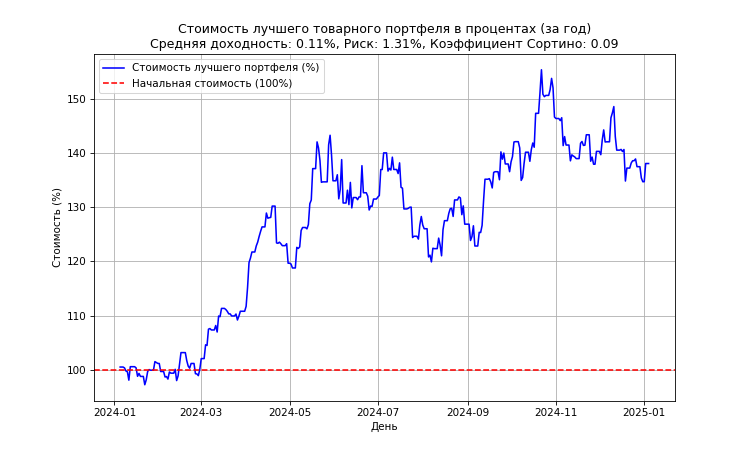 Стоимость лучшего товарного портфеля в процентах (за год)
Средняя доходность: 0.11%, Риск: 1.31%, Коэффициент Сортино: 0.09
Стоимость лучшего портфеля (%)
Начальная стоимость (100%)
Стоимость (%)
150
140
130
120
110
100
2024-01 2024-03 2024-05 2024-07 2024-09 2024-11 2025-01
День